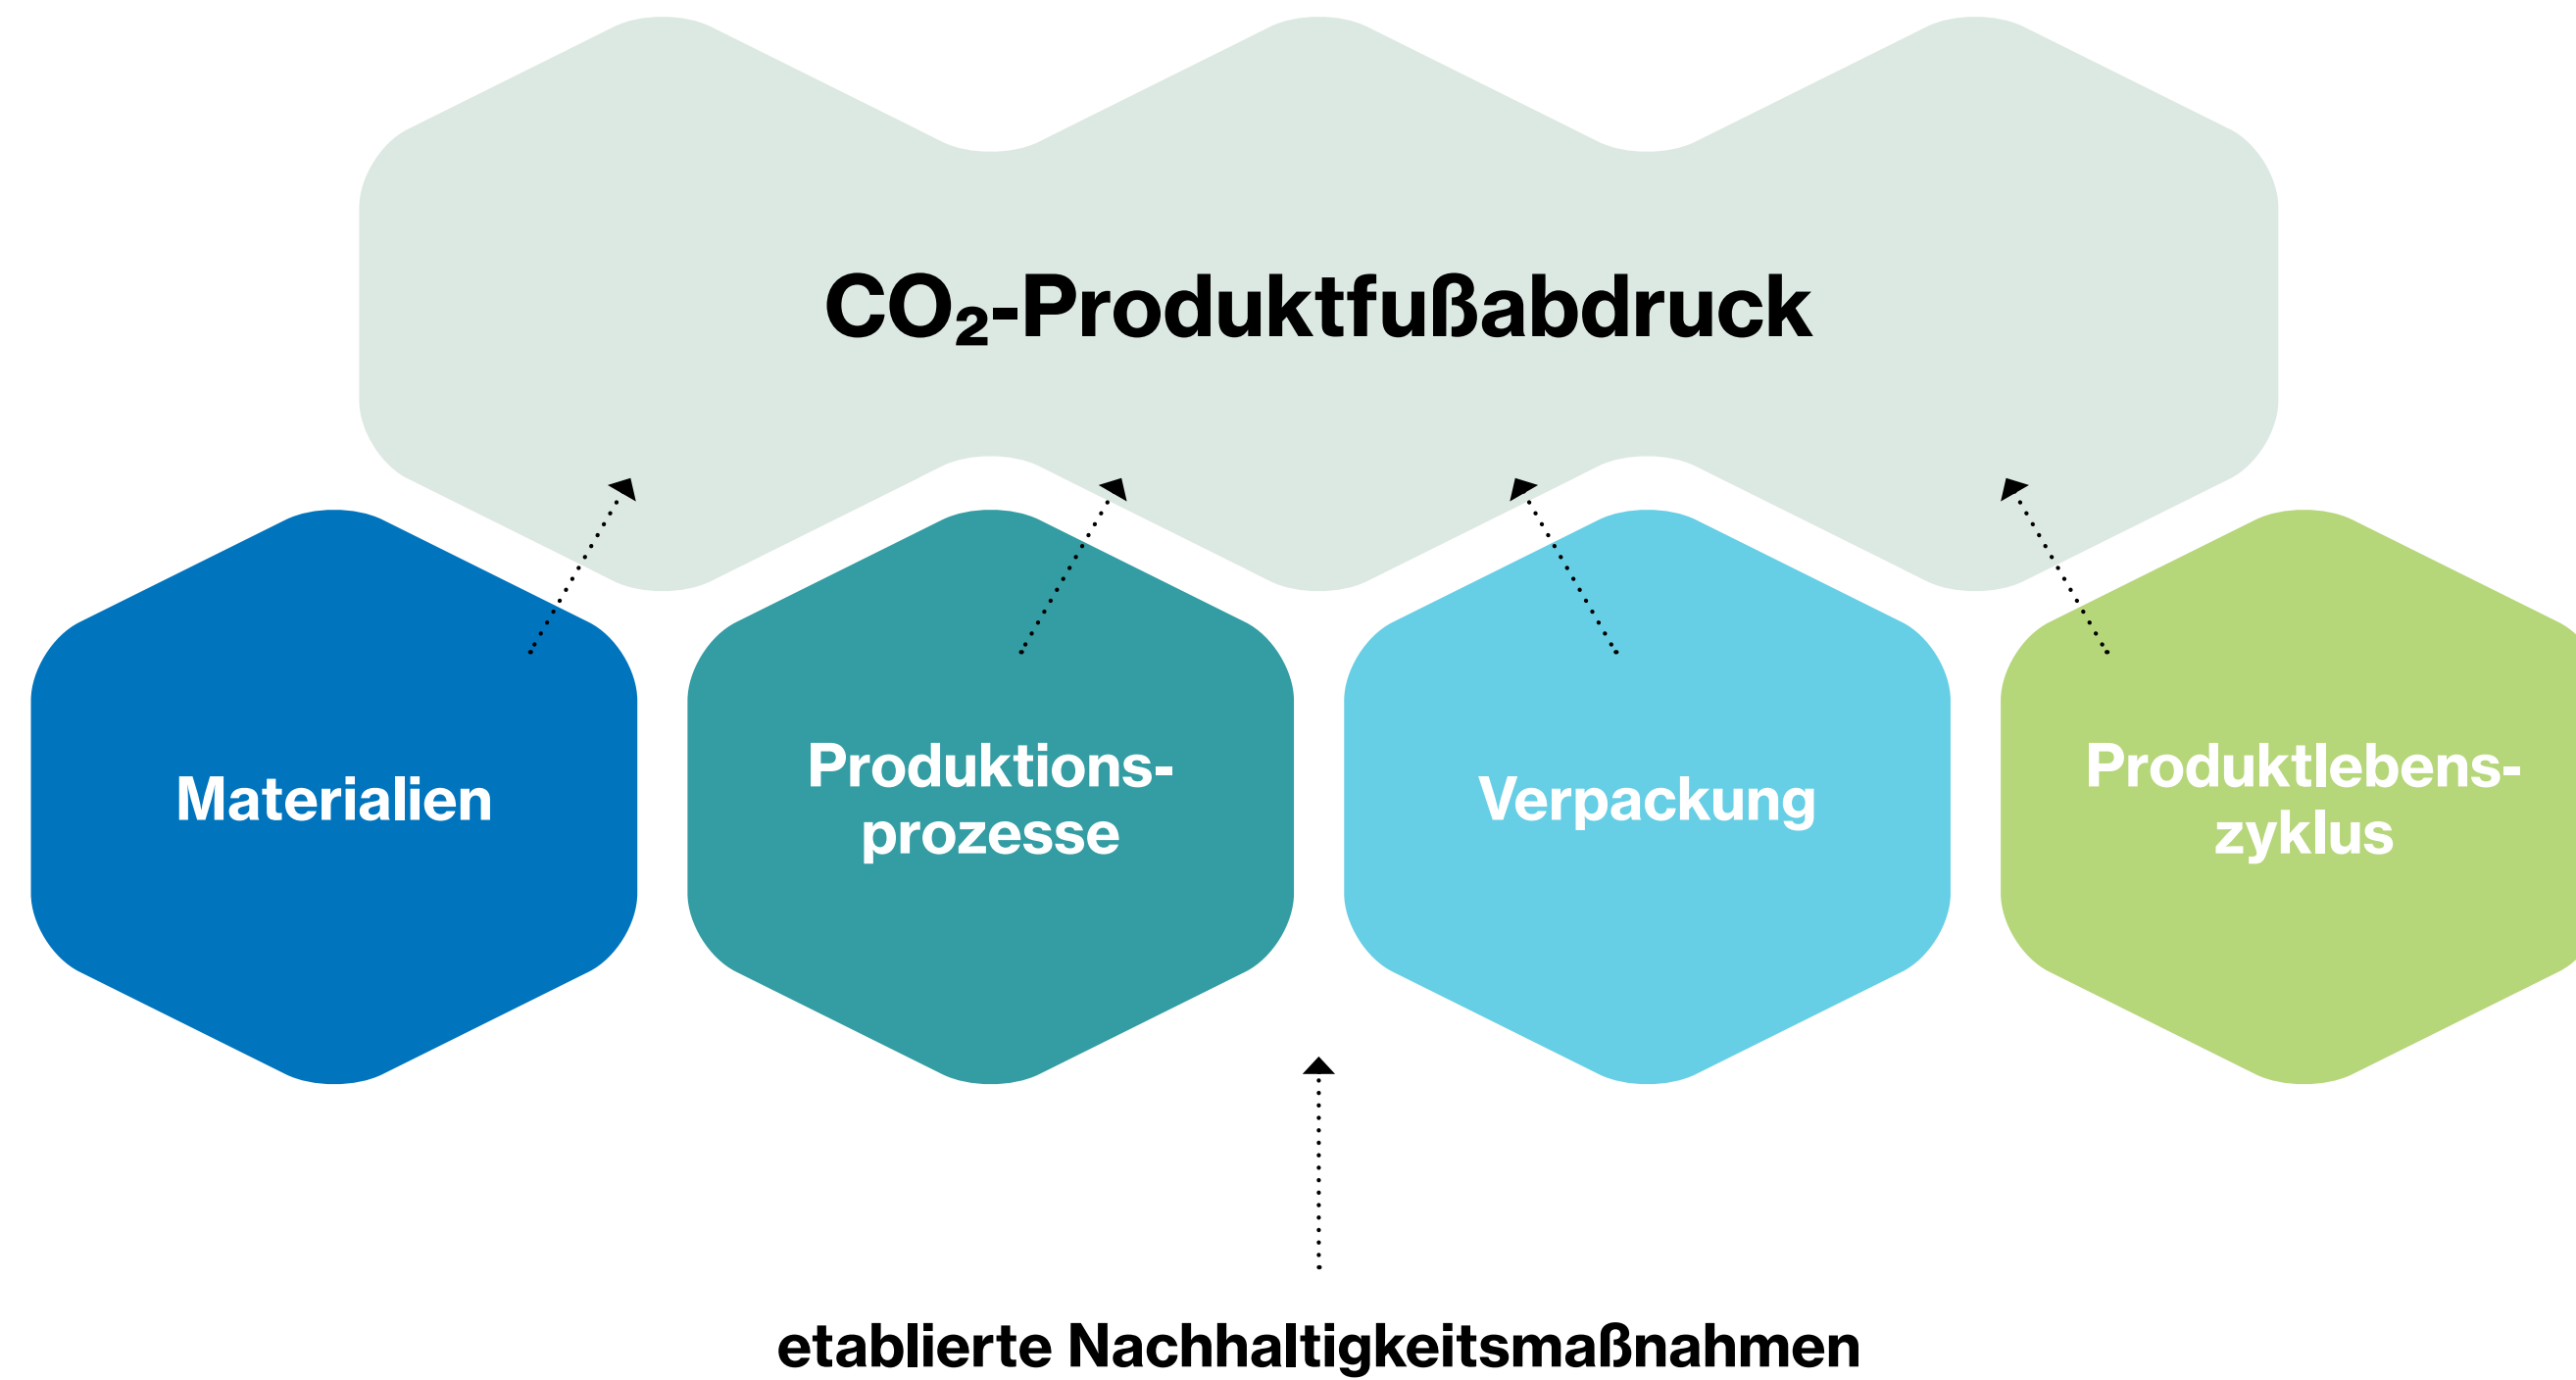 CO₂-Produktfußabdruck
Materialien
Produktions-
prozesse
Verpackung
Produktlebens-
zyklus
etablierte Nachhaltigkeitsmaßnahmen